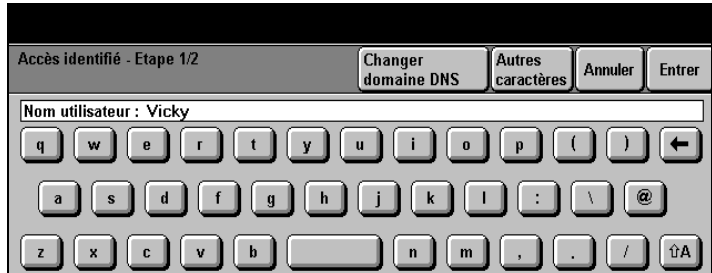 Accès identifié - Etape 1/2
Changer domaine DNS
Autres caractères
Annuler
Entrer
Nom utilisateur : Vicky
q w e r t y u i o p ( ) ←
a s d f g h j k l : \ @
z x c v b n m , . / ⇧A